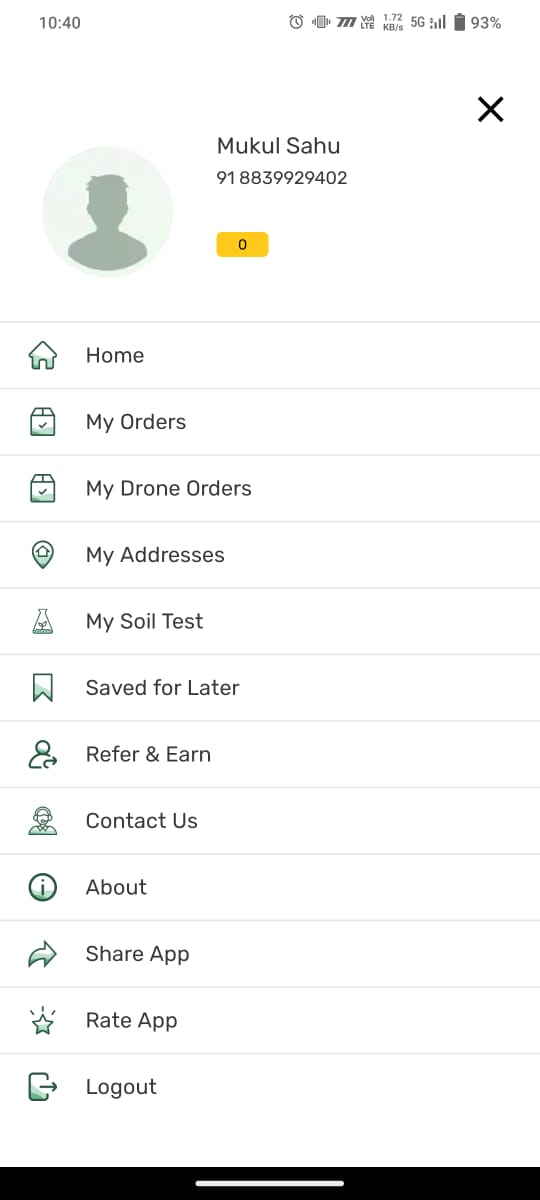 10:40
Vo) LTE 1.72 KB/s 5G 93%
Mukul Sahu
91 8839929402
0
Home
My Orders
My Drone Orders
My Addresses
My Soil Test
Saved for Later
Refer & Earn
Contact Us
About
Share App
Rate App
Logout